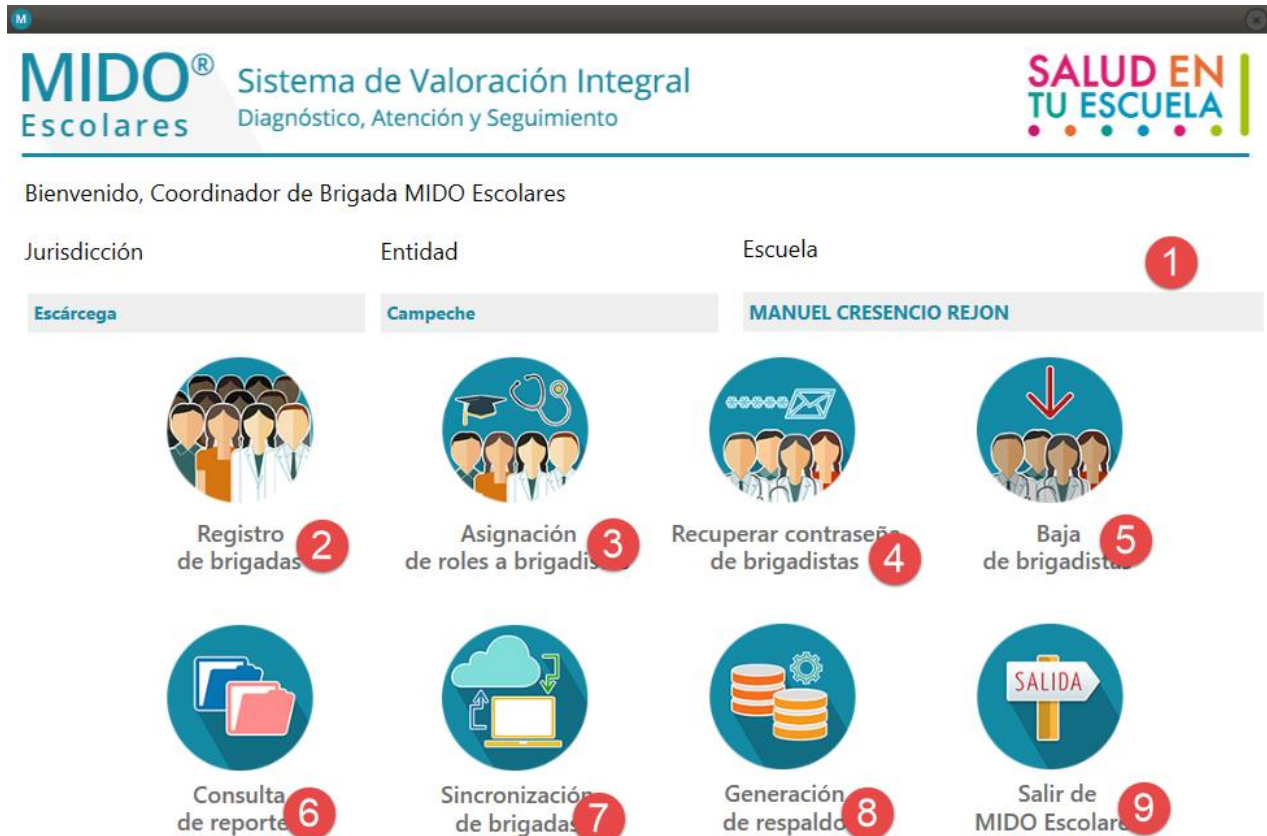 M
MIDO®
Escolares
Sistema de Valoración Integral
Diagnóstico, Atención y Seguimiento
SALUD EN
TU ESCUELA
Bienvenido, Coordinador de Brigada MIDO Escolares
Jurisdicción Entidad Escuela
1
Escárcega Campeche MANUEL CRESENCIO REJON
Registro
de brigadas
2
Asignación
de roles a brigadistas
3
*****
Recuperar contraseña
de brigadistas
4
Baja
de brigadistas
5
Consulta
de reporte
6
Sincronización
de brigadas
7
Generación
de respaldo
8
SALIDA
Salir de
MIDO Escolares
9